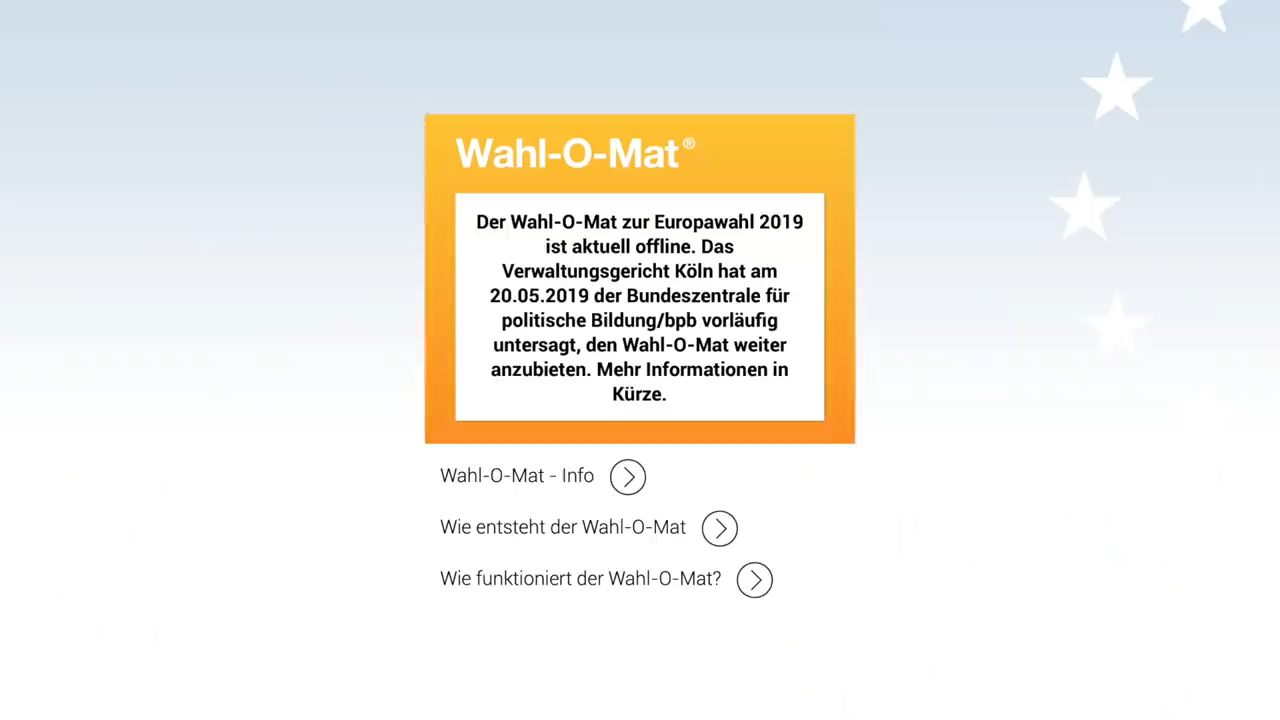 Wahl-O-Mat®
Der Wahl-O-Mat zur Europawahl 2019
ist aktuell offline. Das
Verwaltungsgericht Köln hat am
20.05.2019 der Bundeszentrale für
politische Bildung/bpb vorläufig
untersagt, den Wahl-O-Mat weiter
anzubieten. Mehr Informationen in
Kürze.
Wahl-O-Mat - Info
Wie entsteht der Wahl-O-Mat
Wie funktioniert der Wahl-O-Mat?